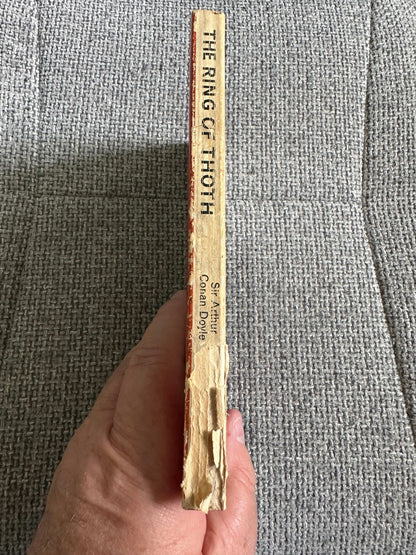 THE RING OF THOTH
Sir Arthur
Conan Doyle